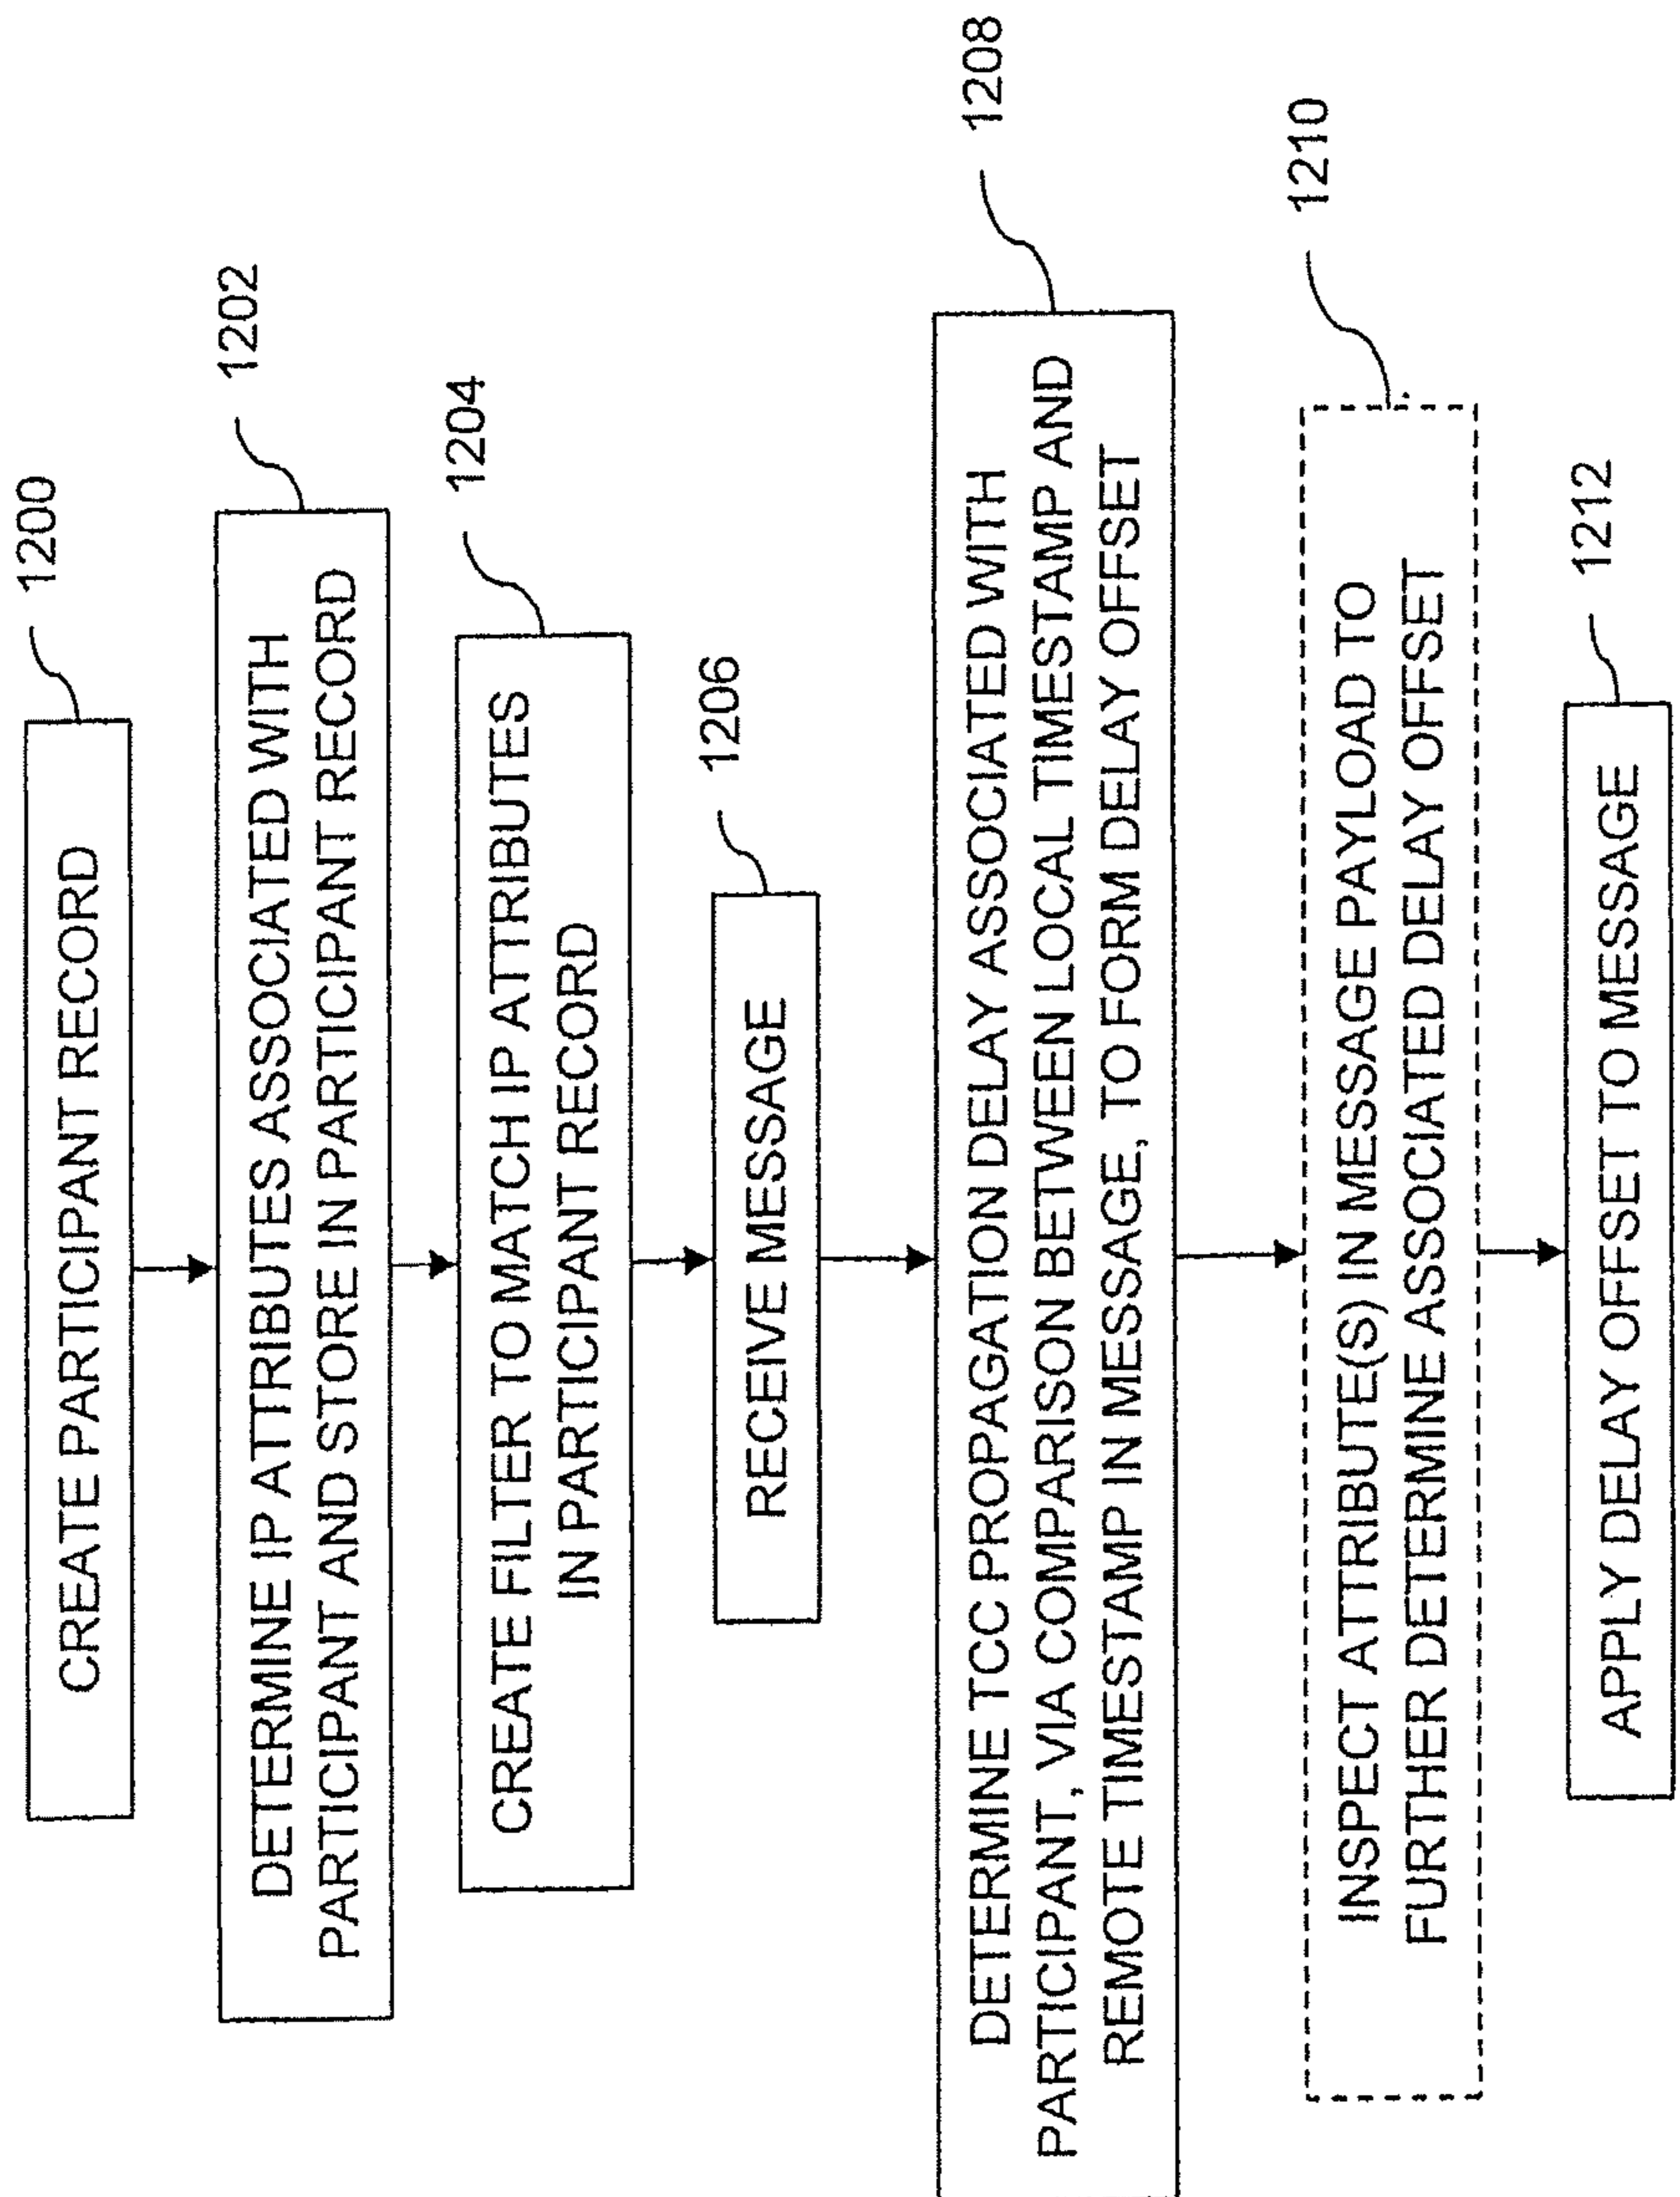 1200
CREATE PARTICIPANT RECORD
1202
DETERMINE IP ATTRIBUTES ASSOCIATED WITH
PARTICIPANT AND STORE IN PARTICIPANT RECORD
1204
CREATE FILTER TO MATCH IP ATTRIBUTES
IN PARTICIPANT RECORD
1206
RECEIVE MESSAGE
1208
DETERMINE TCC PROPAGATION DELAY ASSOCIATED WITH
PARTICIPANT, VIA COMPARISON BETWEEN LOCAL TIMESTAMP AND
REMOTE TIMESTAMP IN MESSAGE, TO FORM DELAY OFFSET
1210
INSPECT ATTRIBUTE(S) IN MESSAGE PAYLOAD TO
FURTHER DETERMINE ASSOCIATED DELAY OFFSET
1212
APPLY DELAY OFFSET TO MESSAGE